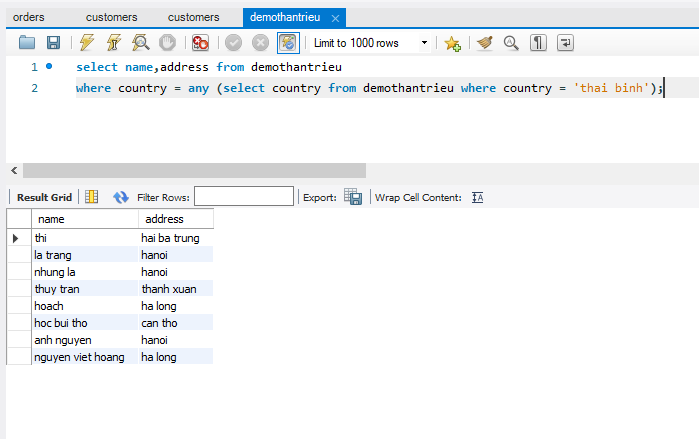 orders customers customers demothantrieu ×
Limit to 1000 rows
1 select name,address from demothantrieu
2 where country = any (select country from demothantrieu where country = 'thai binh');
Result Grid Filter Rows: Export: Wrap Cell Content:
name address
thi hai ba trung
la trang hanoi
nhung la hanoi
thuy tran thanh xuan
hoach ha long
hoc bui tho can tho
anh nguyen hanoi
nguyen viet hoang ha long